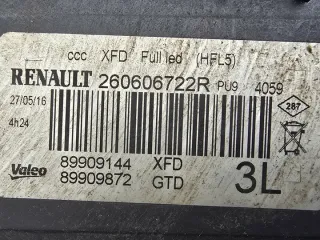 ccc XFD Full led (HFL5)
RENAULT 260606722R PU9 4059
27/05/16
287
4h24
89909144 XFD
Valeo 89909872 GTD 3L